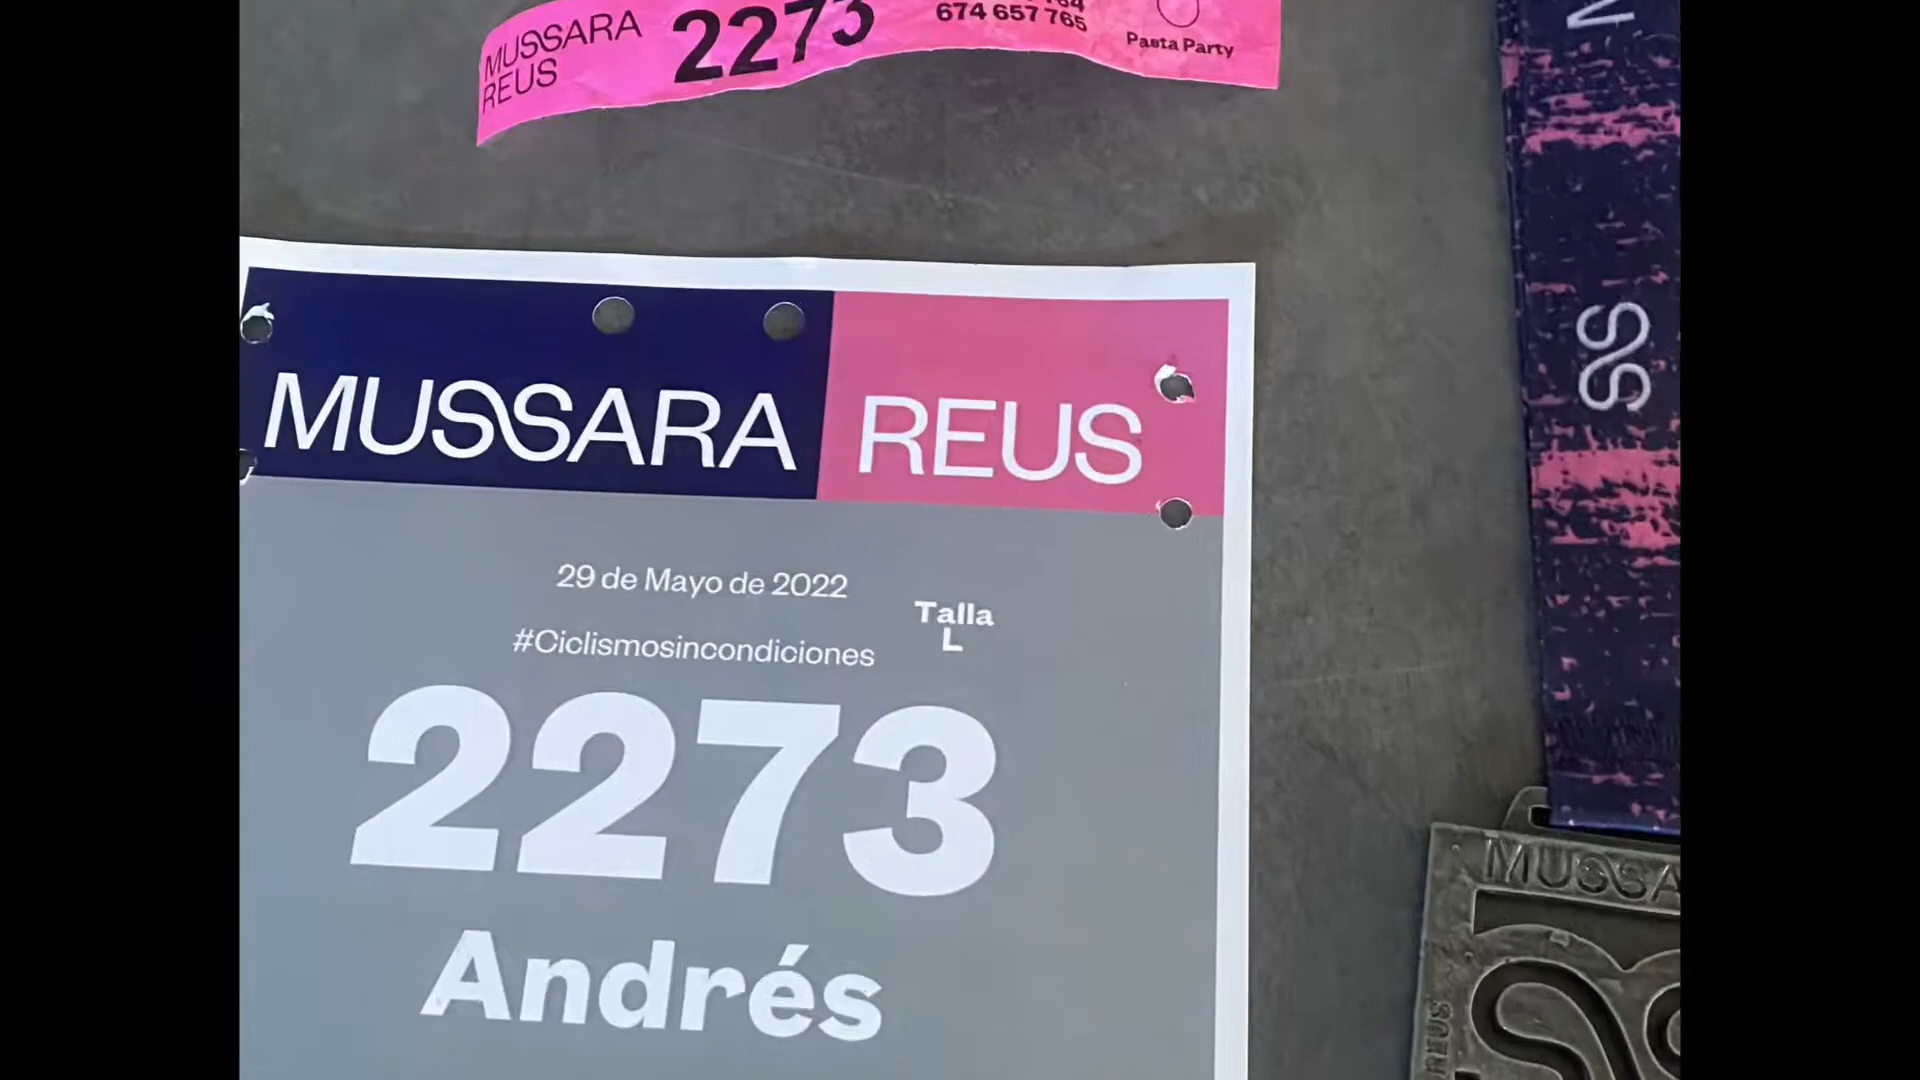 MUSSARA
REUS
2273
674 657 765
Pasta Party
MUSSARA REUS
29 de Mayo de 2022
Talla
L
#Ciclismosincondiciones
2273
Andrés
SS
MUSSA
REUS